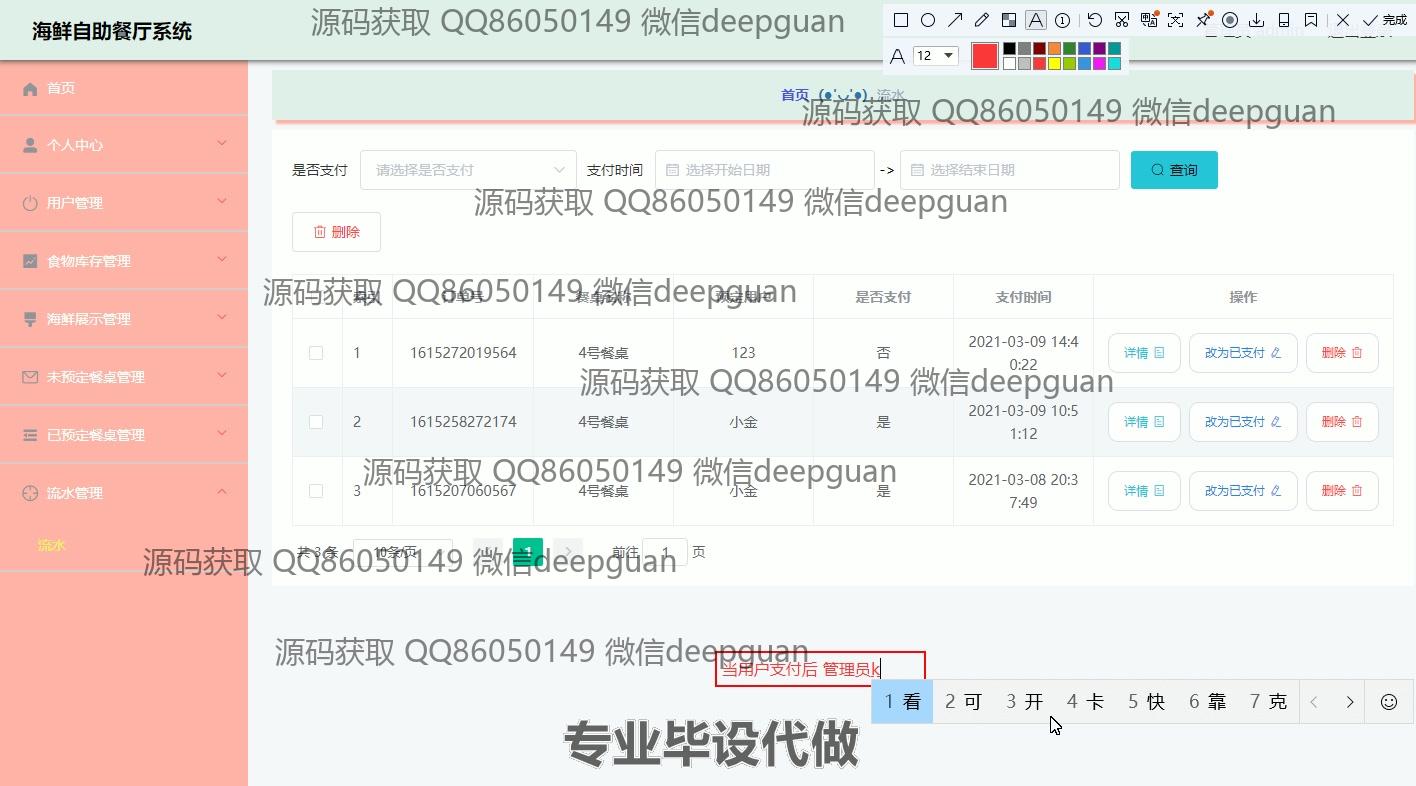 海鲜自助餐厅系统
源码获取 QQ86050149 微信deepguan
A 12
完成
首页 (●'◡'●) 流水
源码获取 QQ86050149 微信deepguan
首页
个人中心
用户管理
食物库存管理
海鲜展示管理
未预定餐桌管理
已预定餐桌管理
流水管理
流水
是否支付 请选择是否支付 支付时间 选择开始日期 -> 选择结束日期 查询
源码获取 QQ86050149 微信deepguan
删除
源码获取 QQ86050149 微信deepguan
索引 订单号 餐桌名称 预定用户 是否支付 支付时间 操作
1 1615272019564 4号餐桌 123 否 2021-03-09 14:4
0:22 详情 改为已支付 删除
源码获取 QQ86050149 微信deepguan
2 1615258272174 4号餐桌 小金 是 2021-03-09 10:5
1:12 详情 改为已支付 删除
源码获取 QQ86050149 微信deepguan
3 1615207060567 4号餐桌 小金 是 2021-03-08 20:3
7:49 详情 改为已支付 删除
共 3 条 10条/页 1 前往 1 页
源码获取 QQ86050149 微信deepguan
源码获取 QQ86050149 微信deepguan
当用户支付后 管理员k
1 看 2 可 3 开 4 卡 5 快 6 靠 7 克
专业毕设代做